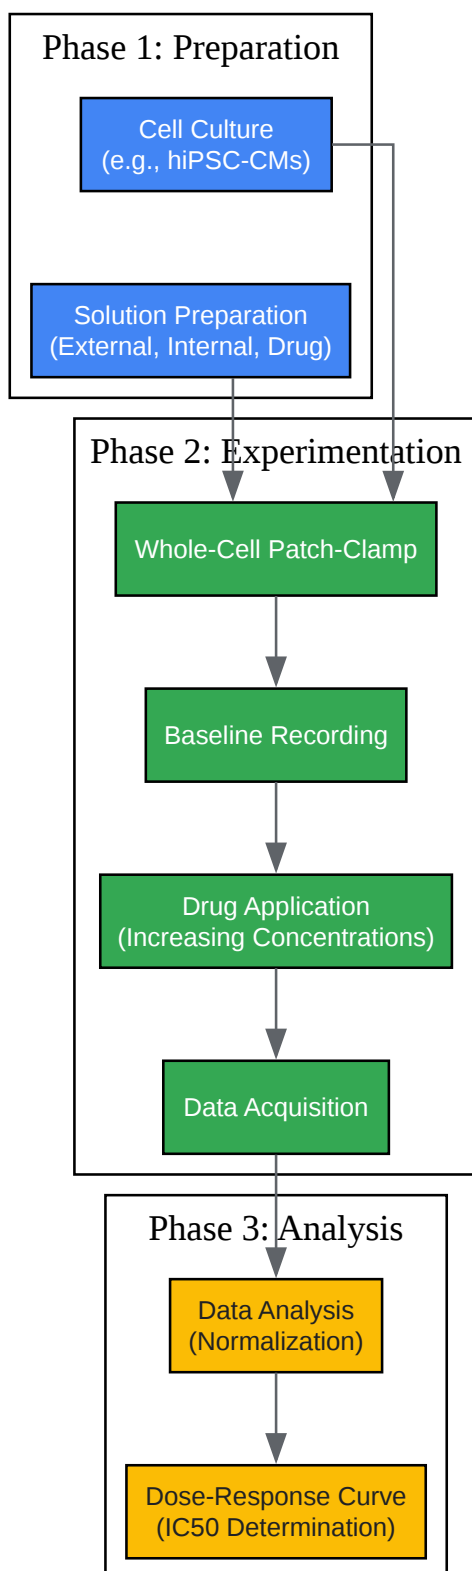 Phase 1: Preparation
Cell Culture
(e.g., hiPSC-CMs)
Solution Preparation
(External, Internal, Drug)
Phase 2: Experimentation
Whole-Cell Patch-Clamp
Baseline Recording
Drug Application
(Increasing Concentrations)
Data Acquisition
Phase 3: Analysis
Data Analysis
(Normalization)
Dose-Response Curve
(IC50 Determination)